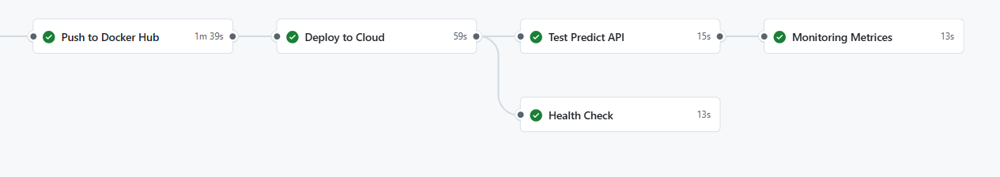 Push to Docker Hub 1m 39s
Deploy to Cloud 59s
Test Predict API 15s
Monitoring Metrices 13s
Health Check 13s